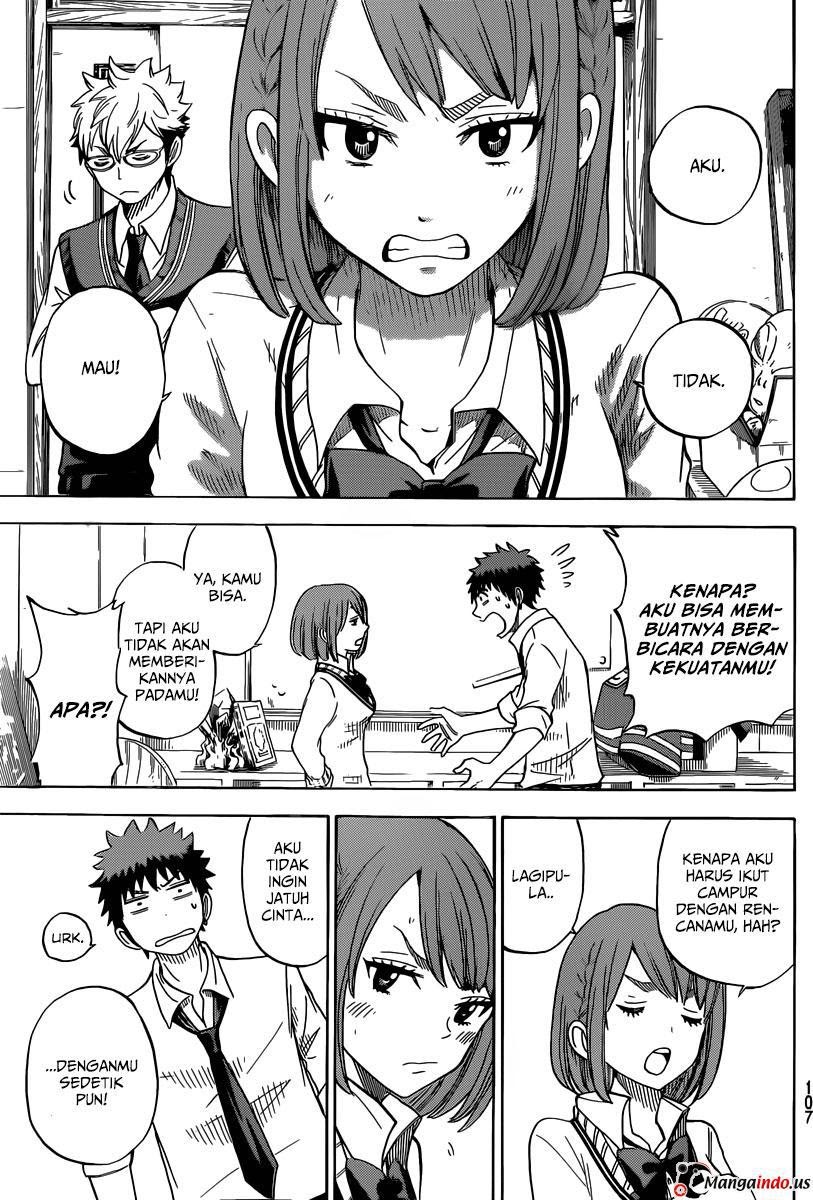 AKU.
TIDAK.
MAU!
KENAPA?
AKU BISA MEM-
BUATNYA BER-
BICARA DENGAN
KEKUATANMU!
YA, KAMU
BISA.
TAPI AKU
TIDAK AKAN
MEMBERI-
KANNYA
PADAMU!
APA?!
KENAPA AKU
HARUS IKUT
CAMPUR
DENGAN REN-
CANAMU, HAH?
LAGIPU-
LA..
AKU
TIDAK
INGIN
JATUH
CINTA...
LIRK.
...DENGANMU
SEDETIK
PUN!
107
Mangaindo.us